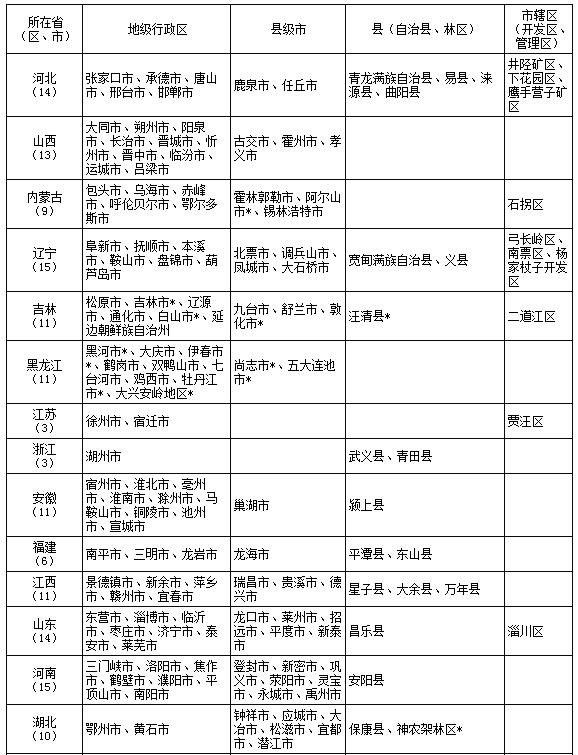 所在省
（区、市）
地级行政区
县级市
县（自治县、林区）
市辖区
（开发区、
管理区）
河北
（14）
张家口市、承德市、唐山
市、邢台市、邯郸市
鹿泉市、任丘市
青龙满族自治县、易县、涞
源县、曲阳县
井陉矿区、
下花园区、
鹰手营子矿
区
山西
（13）
大同市、朔州市、阳泉
市、长治市、晋城市、忻
州市、晋中市、临汾市、
运城市、吕梁市
古交市、霍州市、孝
义市
内蒙古
（9）
包头市、乌海市、赤峰
市、呼伦贝尔市、鄂尔多
斯市
霍林郭勒市、阿尔山
市*、锡林浩特市
石拐区
辽宁
（15）
阜新市、抚顺市、本溪
市、鞍山市、盘锦市、葫
芦岛市
北票市、调兵山市、
凤城市、大石桥市
宽甸满族自治县、义县
弓长岭区、
南票区、杨
家杖子开发
区
吉林
（11）
松原市、吉林市*、辽源
市、通化市、白山市*、延
边朝鲜族自治州
九台市、舒兰市、敦
化市*
汪清县*
二道江区
黑龙江
（11）
黑河市*、大庆市、伊春市
*、鹤岗市、双鸭山市、七
台河市、鸡西市、牡丹江
市*、大兴安岭地区*
尚志市*、五大连池
市*
江苏
（3）
徐州市、宿迁市
贾汪区
浙江
（3）
湖州市
武义县、青田县
安徽
（11）
宿州市、淮北市、亳州
市、淮南市、滁州市、马
鞍山市、铜陵市、池州
市、宣城市
巢湖市
颍上县
福建
（6）
南平市、三明市、龙岩市
龙海市
平潭县、东山县
江西
（11）
景德镇市、新余市、萍乡
市、赣州市、宜春市
瑞昌市、贵溪市、德
兴市
星子县、大余县、万年县
山东
（14）
东营市、淄博市、临沂
市、枣庄市、济宁市、泰
安市、莱芜市
龙口市、莱州市、招
远市、平度市、新泰
市
昌乐县
淄川区
河南
（15）
三门峡市、洛阳市、焦作
市、鹤壁市、濮阳市、平
顶山市、南阳市
登封市、新密市、巩
义市、荥阳市、灵宝
市、永城市、禹州市
安阳县
湖北
（10）
鄂州市、黄石市
钟祥市、应城市、大
冶市、松滋市、宜都
市、潜江市
保康县、神农架林区*